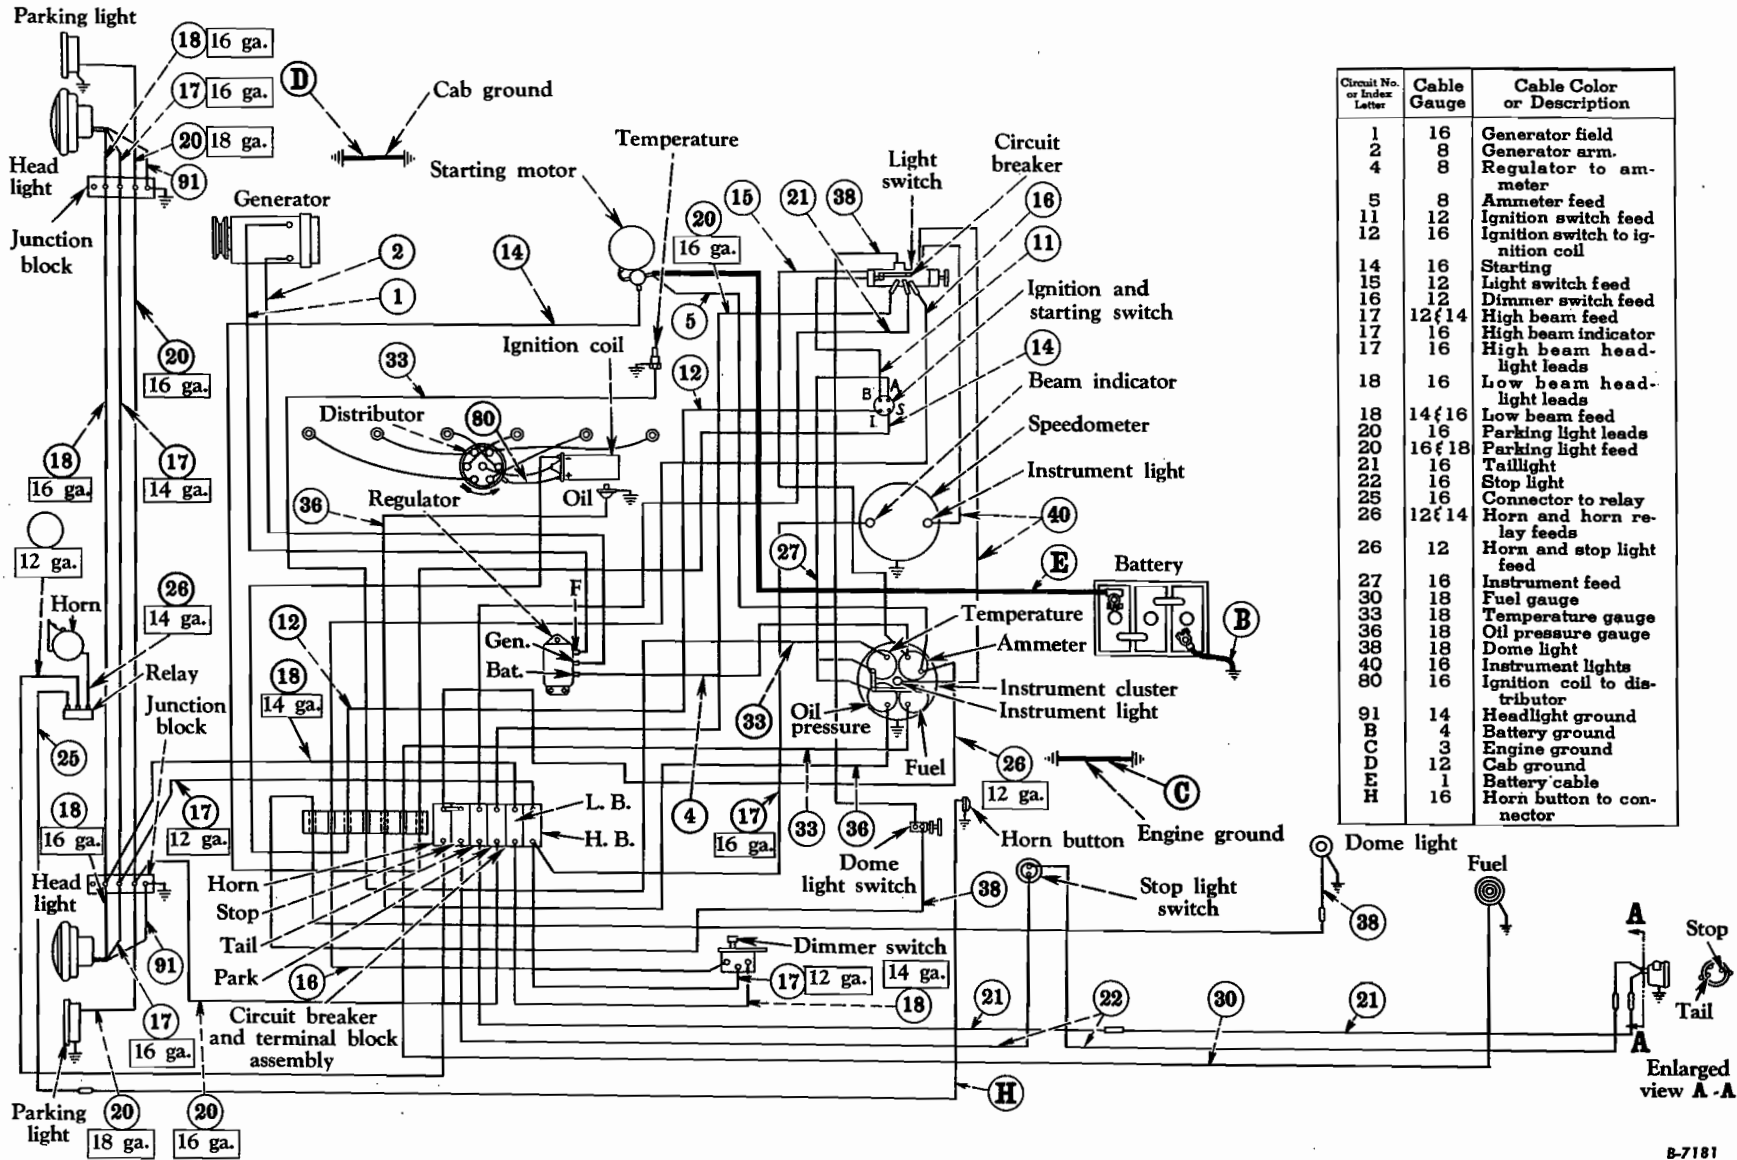 Parking light
18 16 ga.
17 16 ga.
20 18 ga.
91
Head
light
Junction
block
D
Cab ground
Generator
2
1
14
Starting motor
Temperature
20
16 ga.
5
15
21
38
Light
switch
Circuit
breaker
16
11
Ignition and
starting switch
14
Beam indicator
Speedometer
Instrument light
40
20
16 ga.
33
Ignition coil
12
B
A
S
I
Distributor
80
+
-
18
16 ga.
17
14 ga.
36
Regulator
Oil
27
E
Battery
B
12 ga.
Horn
26
14 ga.
Relay
Junction
block
25
12
F
Gen.
Bat.
18
14 ga.
33
Temperature
Ammeter
Instrument cluster
Instrument light
Oil
pressure
Fuel
26
12 ga.
C
Engine ground
18
16 ga.
17
12 ga.
L. B.
H. B.
4
17
16 ga.
33
36
Dome
light switch
Horn button
38
Stop light
switch
Dome light
38
Fuel
Head
light
Horn
Stop
Tail
Park
16
Circuit breaker
and terminal block
assembly
91
Dimmer switch
17 12 ga.
14 ga.
18
21
22
30
21
A
Stop
Tail
A
Enlarged
view A-A
17
16 ga.
Parking
light
20
18 ga.
20
16 ga.
H
Circuit No.
or Index
Letter
Cable
Gauge
Cable Color
or Description
1 16 Generator field
2 8 Generator arm.
4 8 Regulator to am-
meter
5 8 Ammeter feed
11 12 Ignition switch feed
12 16 Ignition switch to ig-
nition coil
14 16 Starting
15 12 Light switch feed
16 12 Dimmer switch feed
17 12&14 High beam feed
17 16 High beam indicator
17 16 High beam head-
light leads
18 16 Low beam head-
light leads
18 14&16 Low beam feed
20 16 Parking light leads
20 16&18 Parking light feed
21 16 Taillight
22 16 Stop light
25 16 Connector to relay
26 12&14 Horn and horn re-
lay feeds
26 12 Horn and stop light
feed
27 16 Instrument feed
30 18 Fuel gauge
33 18 Temperature gauge
36 18 Oil pressure gauge
38 18 Dome light
40 16 Instrument lights
80 16 Ignition coil to dis-
tributor
91 14 Headlight ground
B 4 Battery ground
C 3 Engine ground
D 12 Cab ground
E 1 Battery cable
H 16 Horn button to con-
nector
B-7181